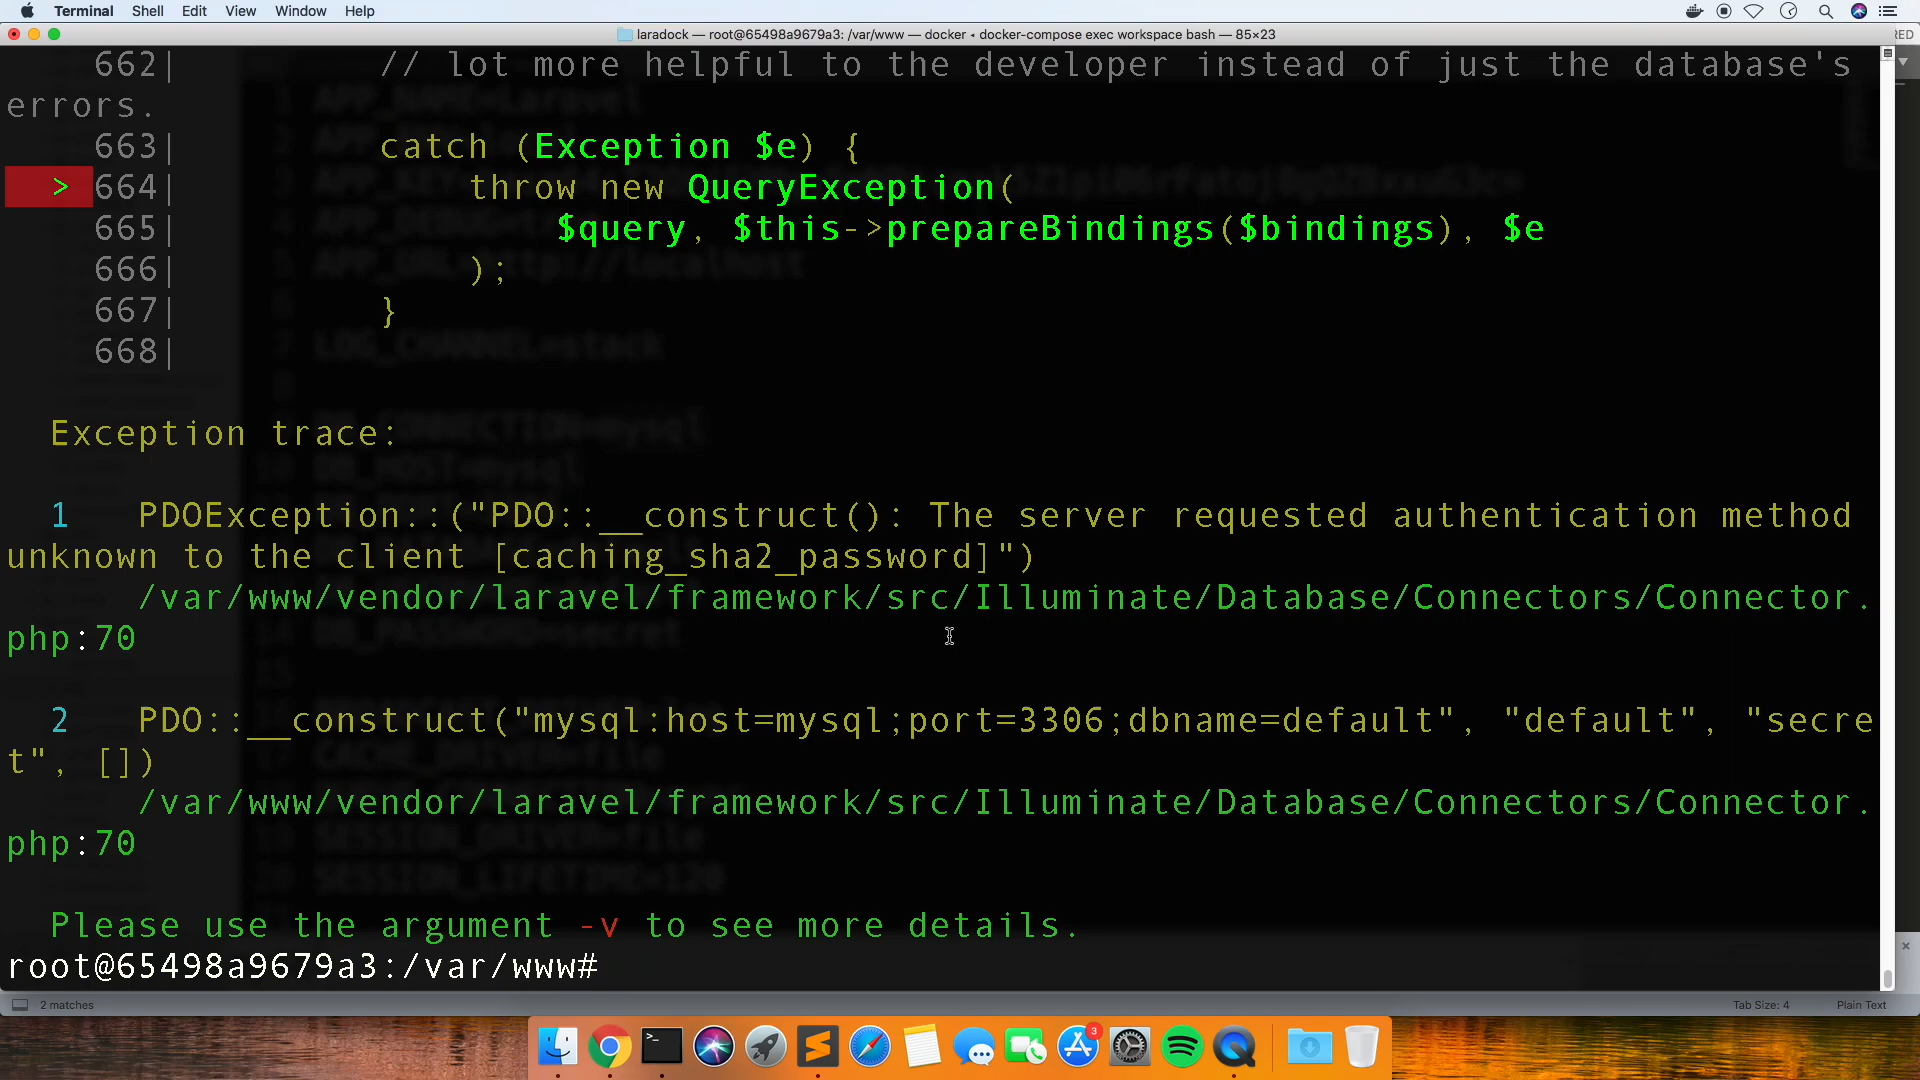 Terminal Shell Edit View Window Help
laradock — root@65498a9679a3: /var/www — docker ◂ docker-compose exec workspace bash — 85×23
RED
662| // lot more helpful to the developer instead of just the database's
errors.
663| catch (Exception $e) {
> 664| throw new QueryException(
665| $query, $this->prepareBindings($bindings), $e
666| );
667| }
668|
Exception trace:
1 PDOException::("PDO::__construct(): The server requested authentication method
unknown to the client [caching_sha2_password]")
/var/www/vendor/laravel/framework/src/Illuminate/Database/Connectors/Connector.
php:70
2 PDO::__construct("mysql:host=mysql;port=3306;dbname=default", "default", "secre
t", [])
/var/www/vendor/laravel/framework/src/Illuminate/Database/Connectors/Connector.
php:70
Please use the argument -v to see more details.
root@65498a9679a3:/var/www#
2 matches
Tab Size: 4 Plain Text
3